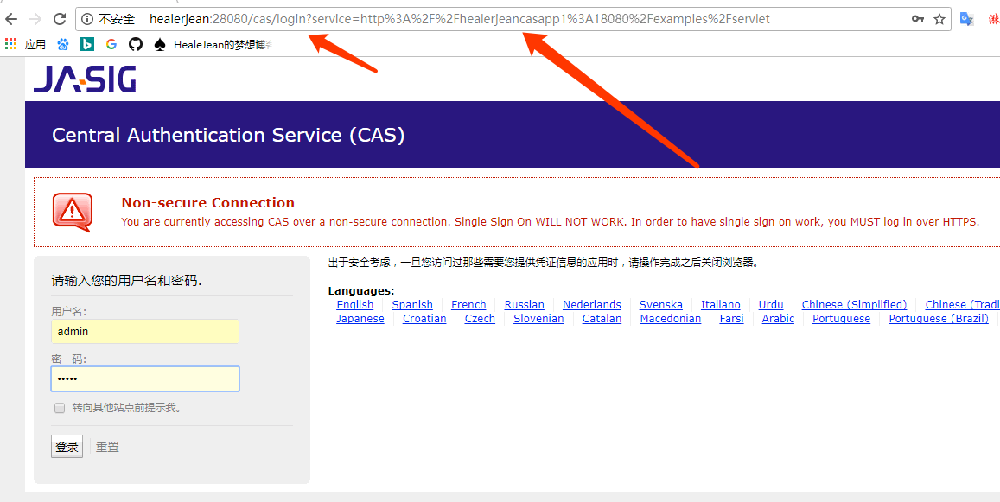 不安全 healerjean:28080/cas/login?service=http%3A%2F%2Fhealerjeancasapp1%3A18080%2Fexamples%2Fservlet
应用 HealeJean的梦想博客
JA-SIG
Central Authentication Service (CAS)
Non-secure Connection
You are currently accessing CAS over a non-secure connection. Single Sign On WILL NOT WORK. In order to have single sign on work, you MUST log in over HTTPS.
出于安全考虑，一旦您访问过那些需要您提供凭证信息的应用时，请操作完成之后关闭浏览器。
请输入您的用户名和密码.
用户名:
admin
密 码:
•••••
转向其他站点前提示我。
登录 重置
Languages:
English Spanish French Russian Nederlands Svenska Italiano Urdu Chinese (Simplified) Chinese (Tradi
Japanese Croatian Czech Slovenian Catalan Macedonian Farsi Arabic Portuguese Portuguese (Brazil)